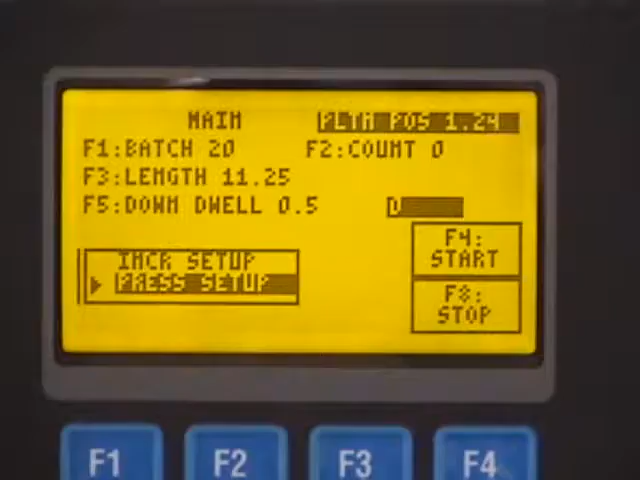 MAIN PLTN POS 1.24
F1:BATCH 20 F2:COUNT 0
F3:LENGTH 11.25
F5:DOWN DWELL 0.5 D
INCR SETUP
PRESS SETUP
F4:
START
F8:
STOP
F1 F2 F3 F4